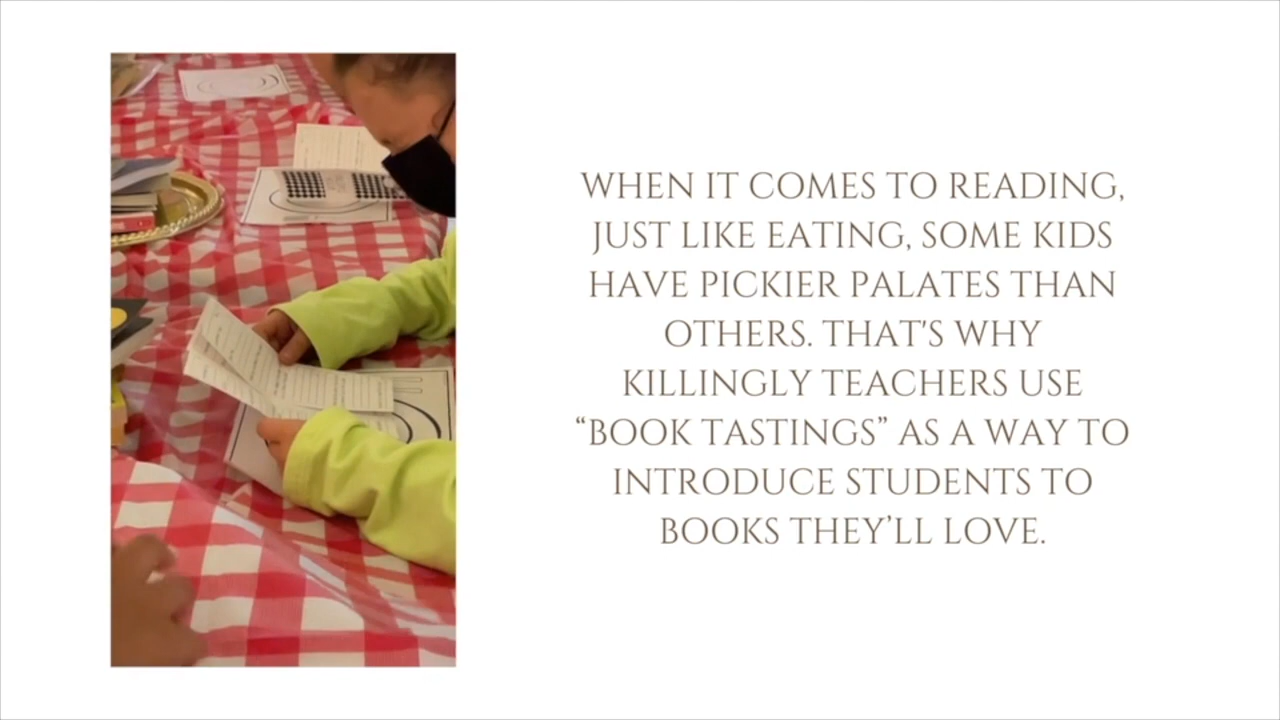 WHEN IT COMES TO READING,
JUST LIKE EATING, SOME KIDS
HAVE PICKIER PALATES THAN
OTHERS. THAT'S WHY
KILLINGLY TEACHERS USE
“BOOK TASTINGS” AS A WAY TO
INTRODUCE STUDENTS TO
BOOKS THEY’LL LOVE.